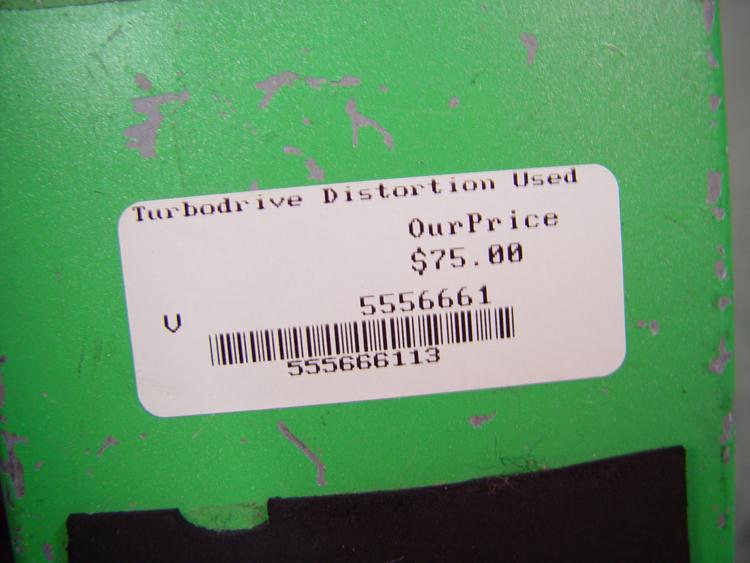 Turbodrive Distortion Used
OurPrice
$75.00
5556661
V
555666113